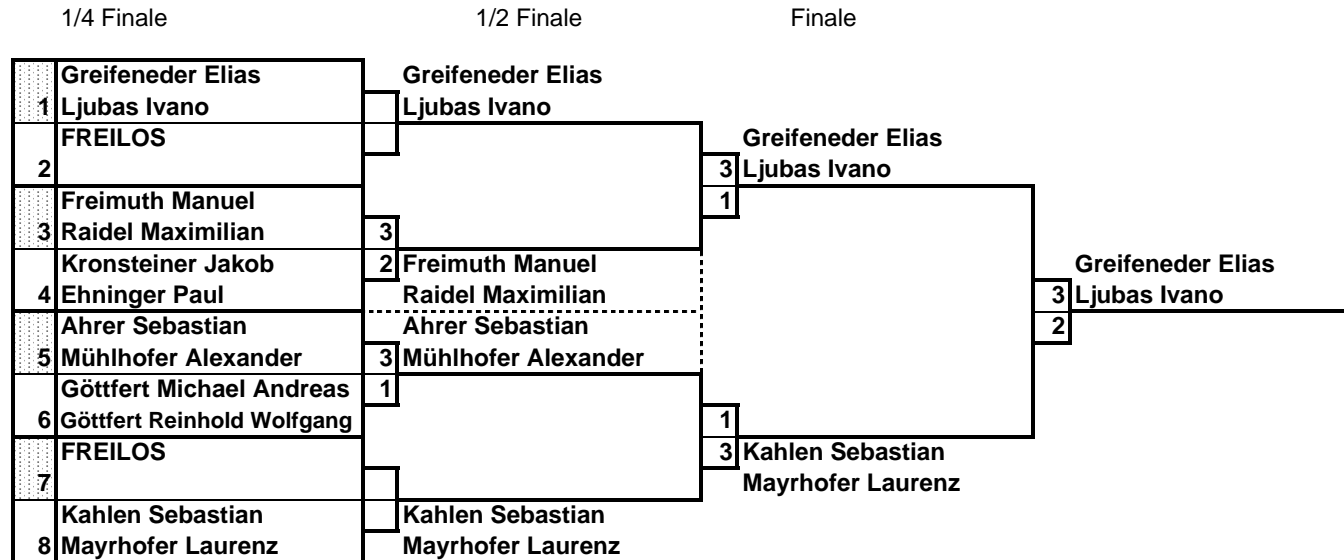 1/4 Finale 1/2 Finale Finale
Greifeneder Elias Greifeneder Elias
1 Ljubas Ivano Ljubas Ivano
FREILOS Greifeneder Elias
2 3 Ljubas Ivano
Freimuth Manuel 1
3 Raidel Maximilian 3
Kronsteiner Jakob 2 Freimuth Manuel Greifeneder Elias
4 Ehninger Paul Raidel Maximilian 3 Ljubas Ivano
Ahrer Sebastian Ahrer Sebastian 2
5 Mühlhofer Alexander 3 Mühlhofer Alexander
Göttfert Michael Andreas 1
6 Göttfert Reinhold Wolfgang 1
FREILOS 3 Kahlen Sebastian
7 Mayrhofer Laurenz
Kahlen Sebastian Kahlen Sebastian
8 Mayrhofer Laurenz Mayrhofer Laurenz